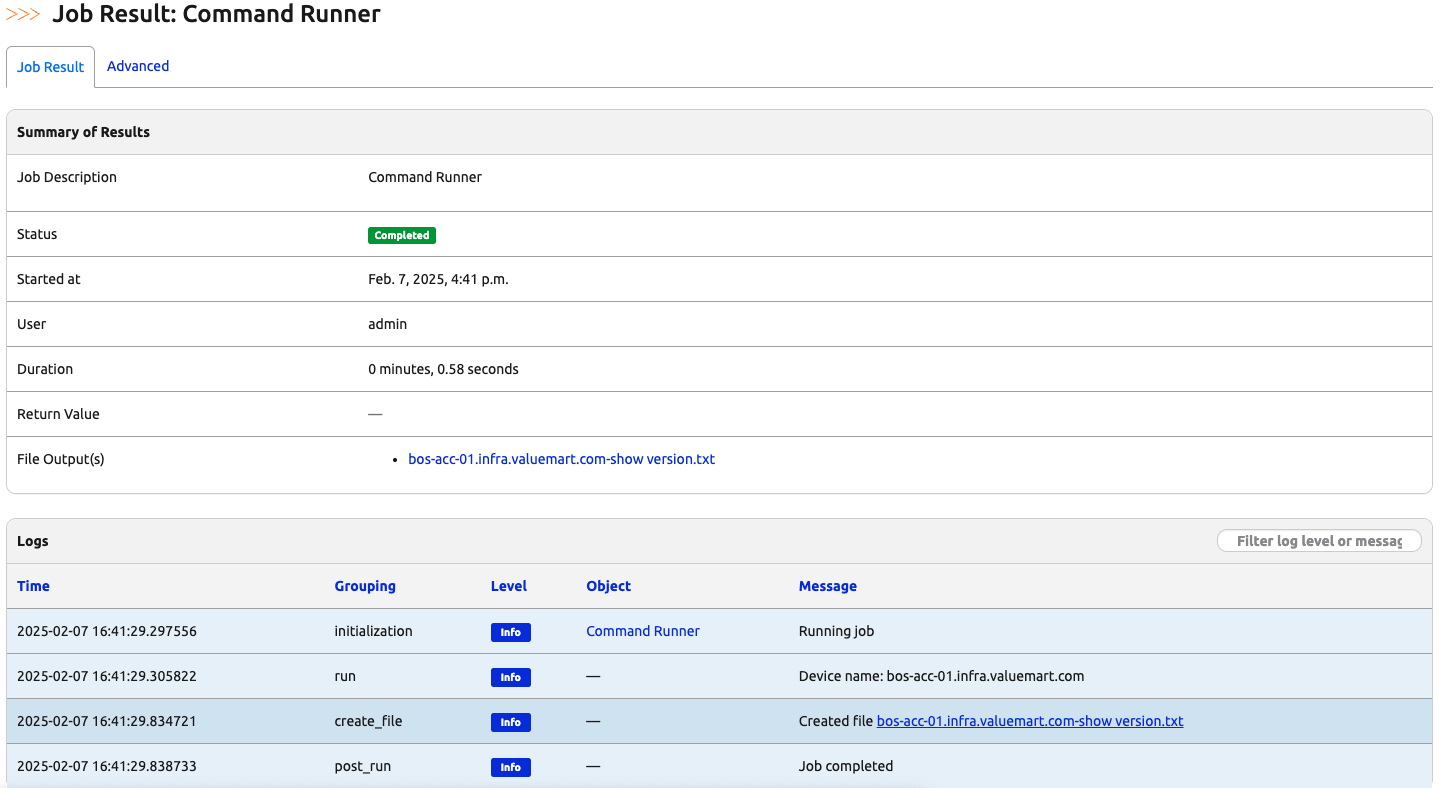 >>> Job Result: Command Runner
Job Result Advanced
Summary of Results
Job Description Command Runner
Status Completed
Started at Feb. 7, 2025, 4:41 p.m.
User admin
Duration 0 minutes, 0.58 seconds
Return Value —
File Output(s) • bos-acc-01.infra.valuemart.com-show version.txt
Logs Filter log level or messag
Time Grouping Level Object Message
2025-02-07 16:41:29.297556 initialization Info Command Runner Running job
2025-02-07 16:41:29.305822 run Info — Device name: bos-acc-01.infra.valuemart.com
2025-02-07 16:41:29.834721 create_file Info — Created file bos-acc-01.infra.valuemart.com-show version.txt
2025-02-07 16:41:29.838733 post_run Info — Job completed